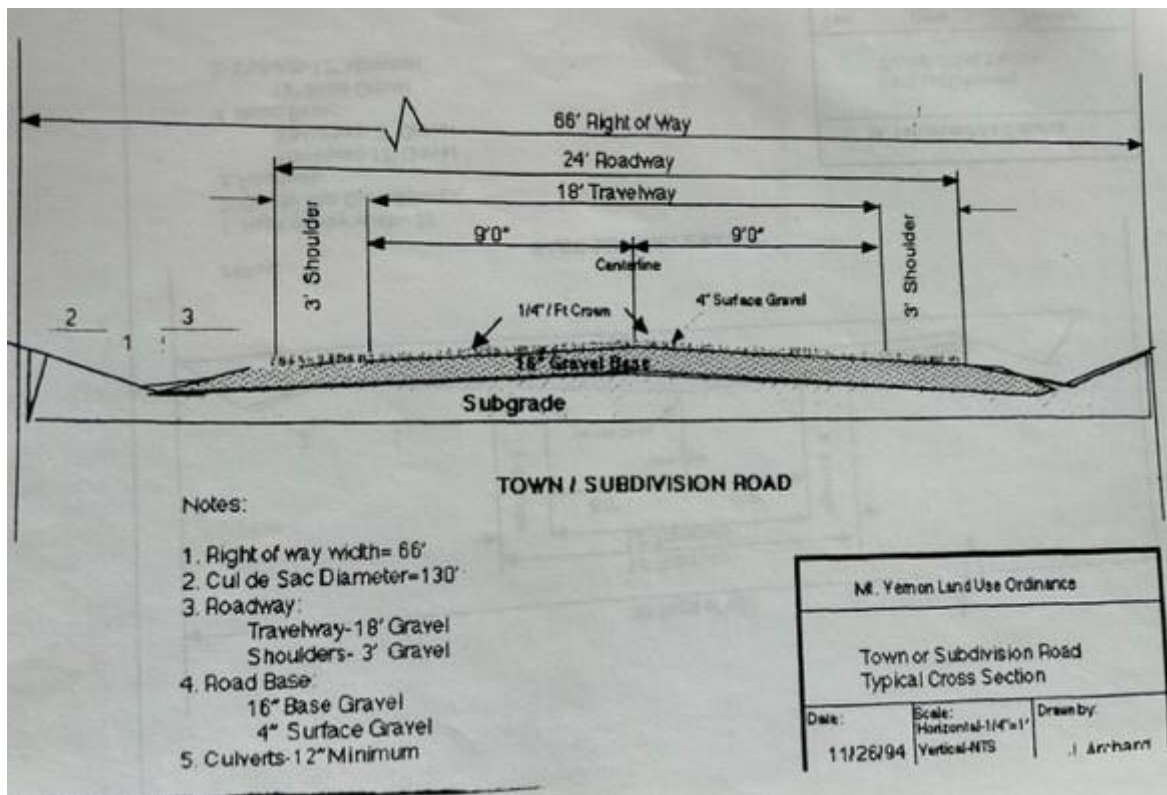 66' Right of Way
24' Roadway
18' Travelway
9'0" 9'0"
Centerline
3' Shoulder
3' Shoulder
1/4"/Ft Crown
4" Surface Gravel
2
3
1
16" Gravel Base
Subgrade
TOWN / SUBDIVISION ROAD
Notes:
1. Right of way width= 66'
2. Cul de Sac Diameter=130'
3. Roadway:
Travelway-18' Gravel
Shoulders- 3' Gravel
4. Road Base:
16" Base Gravel
4" Surface Gravel
5. Culverts-12" Minimum
Mt. Vernon Land Use Ordinance
Town or Subdivision Road
Typical Cross Section
Date:
11/26/94
Scale:
Horizontal-1/4"=1'
Vertical-NTS
Drawn by:
J Archard